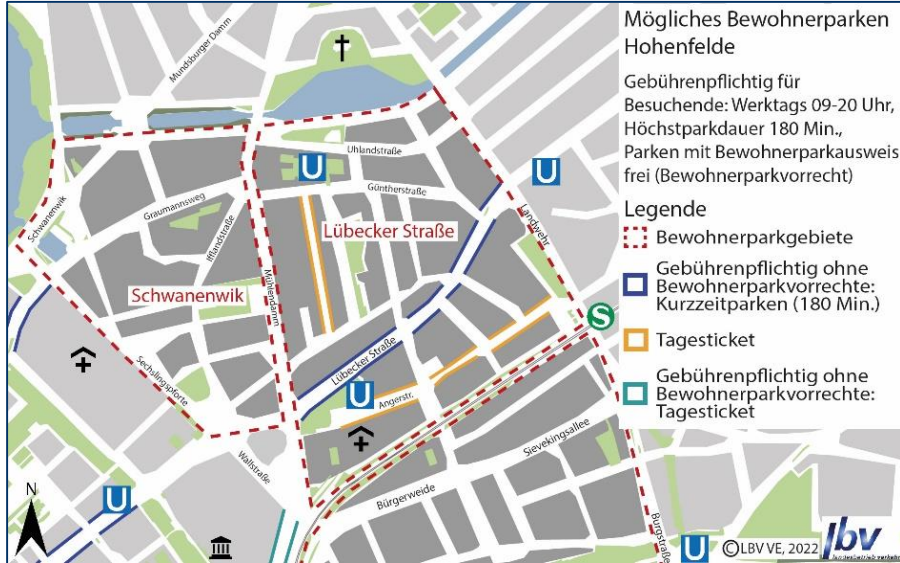 Mögliches Bewohnerparken
Hohenfelde
Gebührenpflichtig für
Besuchende: Werktags 09-20 Uhr,
Höchstparkdauer 180 Min.,
Parken mit Bewohnerparkausweis
frei (Bewohnerparkvorrecht)
Legende
Bewohnerparkgebiete
Gebührenpflichtig ohne
Bewohnerparkvorrechte:
Kurzzeitparken (180 Min.)
Tagesticket
Gebührenpflichtig ohne
Bewohnerparkvorrechte:
Tagesticket
Mundsburger Damm
Uhlandstraße
U
Güntherstraße
U
Graumannsweg
Schwanenwik
Ifflandstraße
Lübecker Straße
Landwehr
Mühlendamm
Schwanenwik
S
Lübecker Straße
Sechslingspforte
U
Angerstr.
Sievekingsallee
Wallstraße
Bürgerweide
N
U
Burgstraße
U
©LBV VE, 2022
lbv
landesbetrieb verkehr